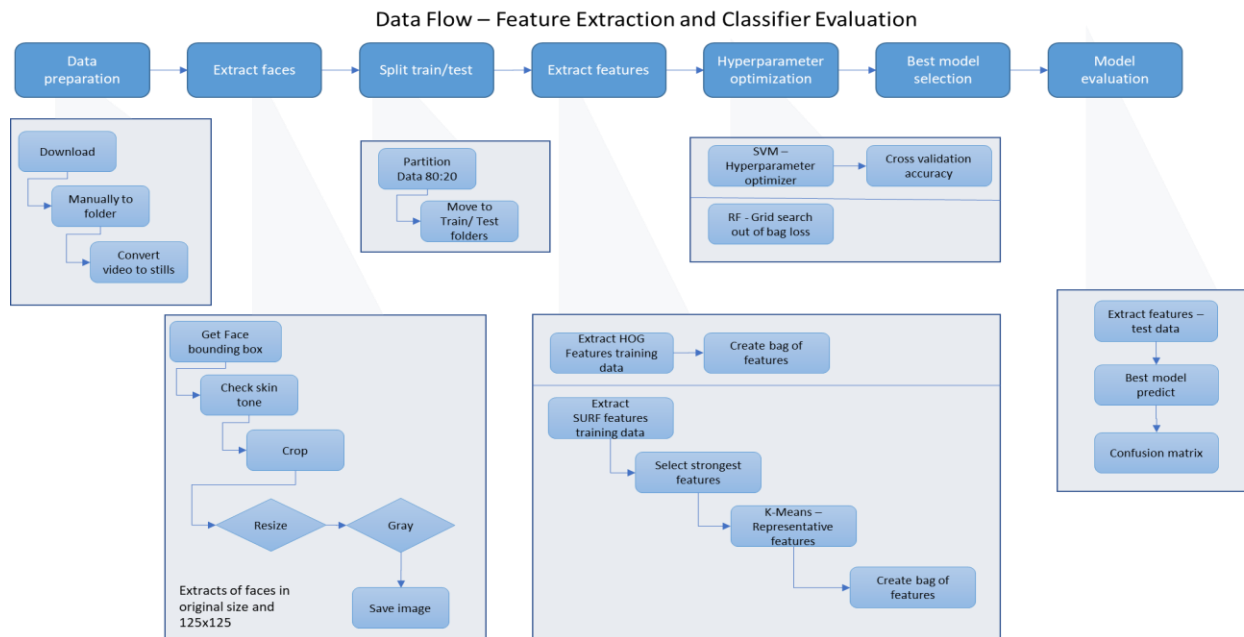 Data Flow – Feature Extraction and Classifier Evaluation
Data
preparation
Extract faces
Split train/test
Extract features
Hyperparameter
optimization
Best model
selection
Model
evaluation
Download
Manually to
folder
Convert
video to stills
Partition
Data 80:20
Move to
Train/ Test
folders
SVM –
Hyperparameter
optimizer
Cross validation
accuracy
RF - Grid search
out of bag loss
Get Face
bounding box
Check skin
tone
Crop
Resize
Gray
Save image
Extracts of faces in
original size and
125x125
Extract HOG
Features training
data
Create bag of
features
Extract
SURF features
training data
Select strongest
features
K-Means –
Representative
features
Create bag of
features
Extract features –
test data
Best model
predict
Confusion matrix